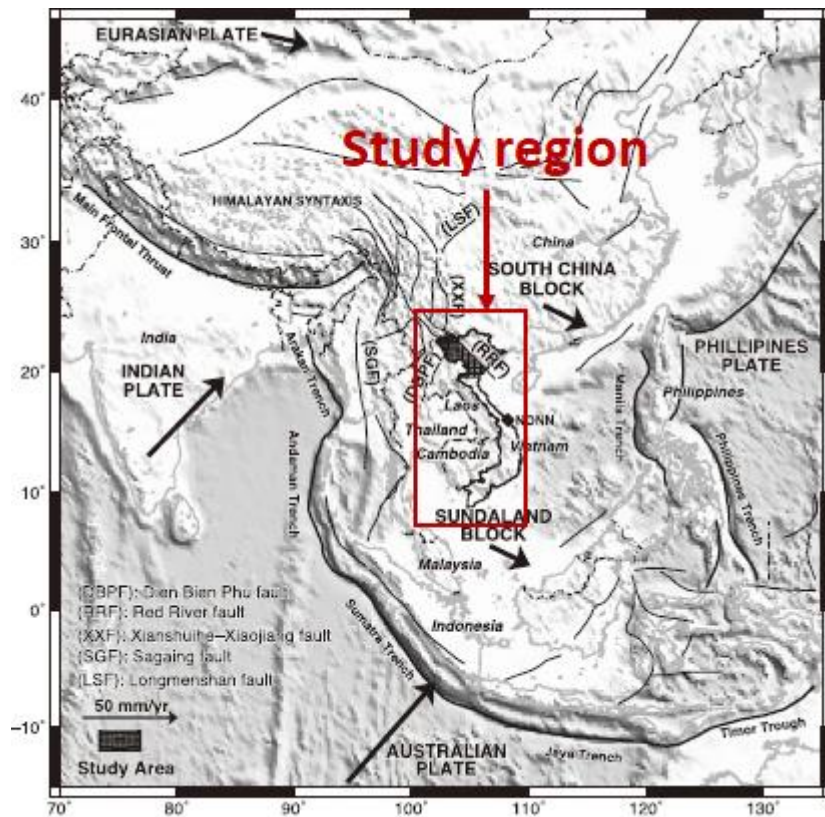 EURASIAN PLATE
40°
Study region
HIMALAYAN SYNTAXIS
(LSF)
Main Frontal Thrust
30°
China
(XXF)
SOUTH CHINA
BLOCK
India
Arakan Trench
(SGF)
(RRF)
(DBPF)
PHILLIPINES
PLATE
20°
INDIAN
PLATE
Manila Trench
Philippines
Laos
NONN
Thailand
Vietnam
Cambodia
Andaman Trench
Philippines Trench
10°
SUNDALAND
BLOCK
Malaysia
(DBPF): Dien Bien Phu fault
(RRF): Red River fault
0°
Indonesia
(XXF): Xianshuihe–Xiaojiang fault
Sumatra Trench
(SGF): Sagaing fault
(LSF): Longmenshan fault
50 mm/yr
−10°
Study Area
AUSTRALIAN
PLATE
Java Trench
Timor Trough
70° 80° 90° 100° 110° 120° 130°